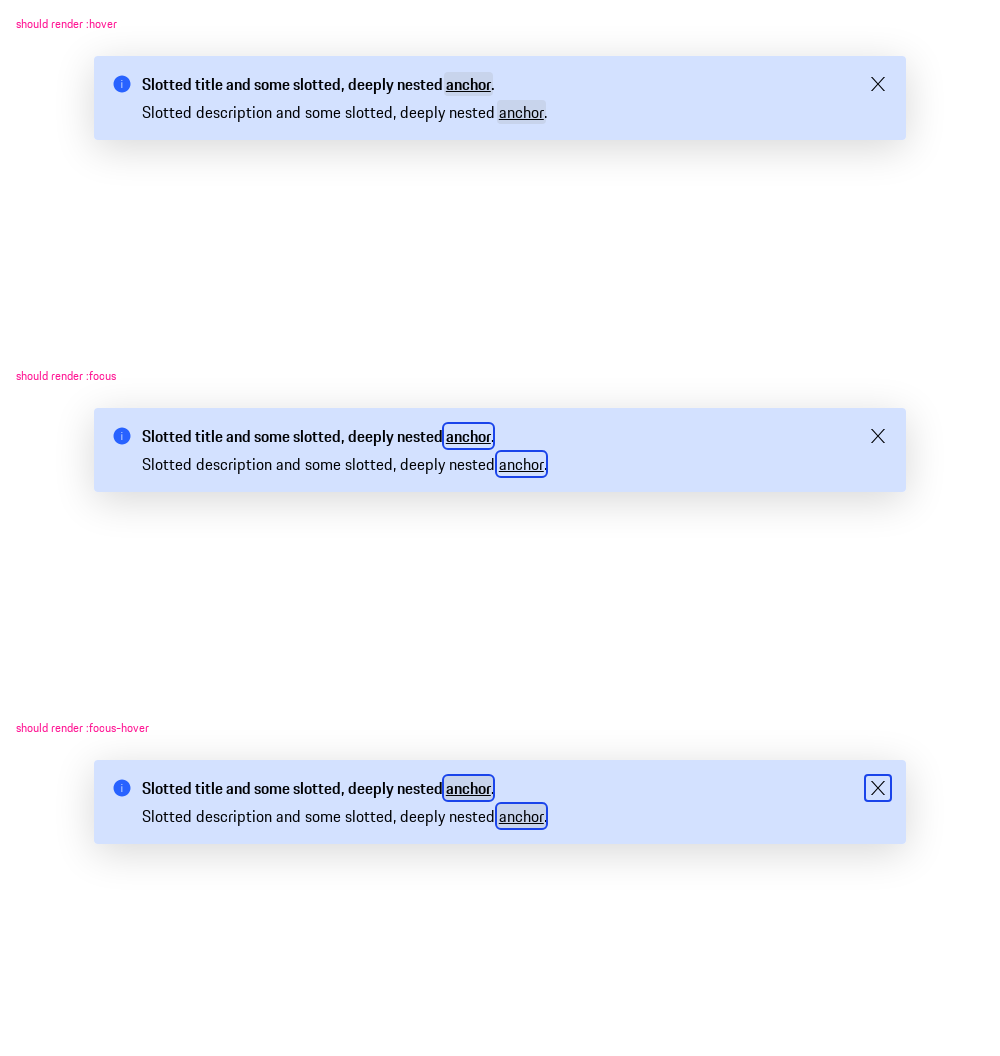 should render :hover
Slotted title and some slotted, deeply nested anchor.
Slotted description and some slotted, deeply nested anchor.
should render :focus
Slotted title and some slotted, deeply nested anchor.
Slotted description and some slotted, deeply nested anchor.
should render :focus-hover
Slotted title and some slotted, deeply nested anchor.
Slotted description and some slotted, deeply nested anchor.